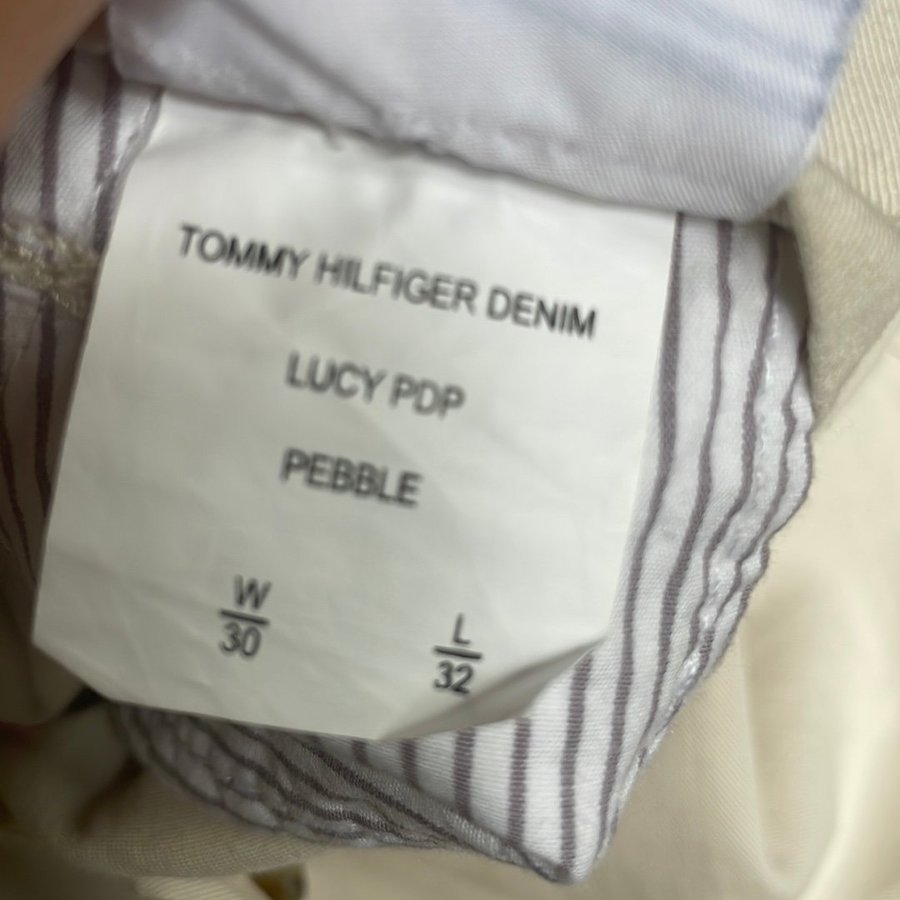 TOMMY HILFIGER DENIM
LUCY PDP
PEBBLE
W L
30 32